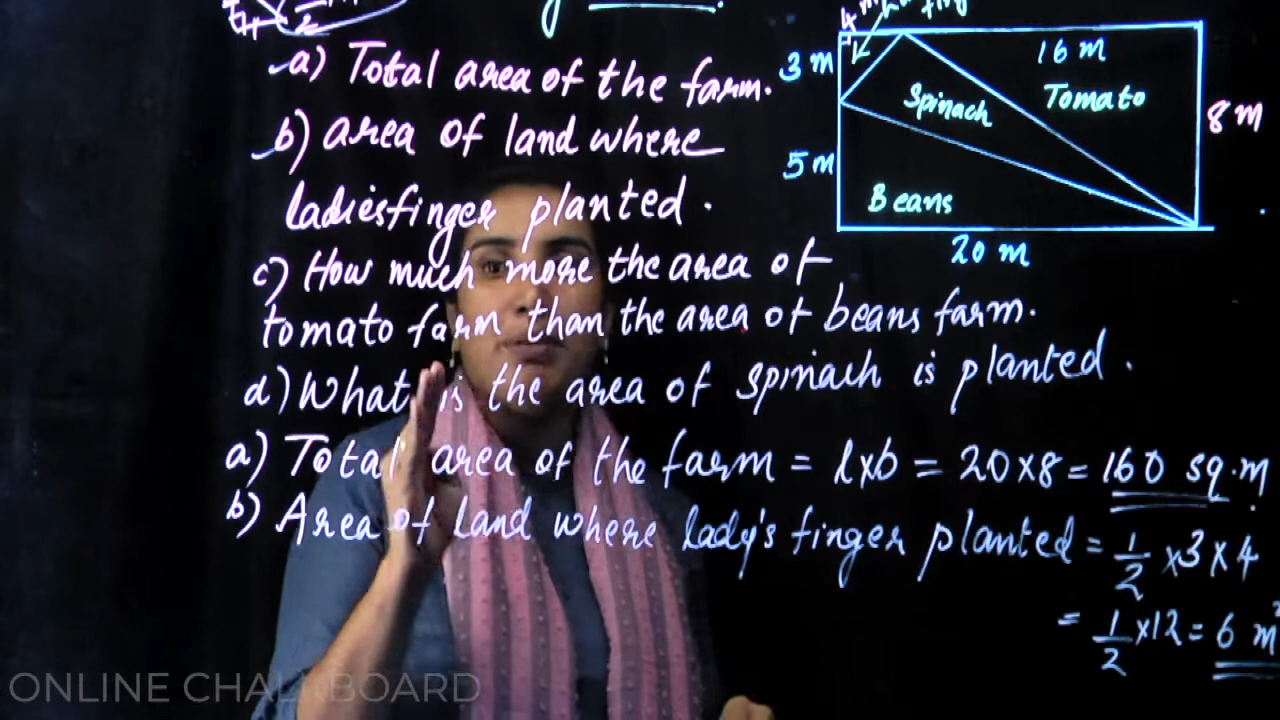 4 m
a) Total area of the farm.
3 m
16 m
Spinach
Tomato
8 m
b) area of land where
ladiesfinger planted.
5 m
Beans
20 m
c) How much more the area of
tomato farm than the area of beans farm.
d) What is the area of spinach is planted.
a) Total area of the farm = l×b = 20×8 = 160 sq.m
b) Area of land where lady's finger planted = 1/2 ×3×4
= 1/2 ×12 = 6 m²
ONLINE CHALKBOARD